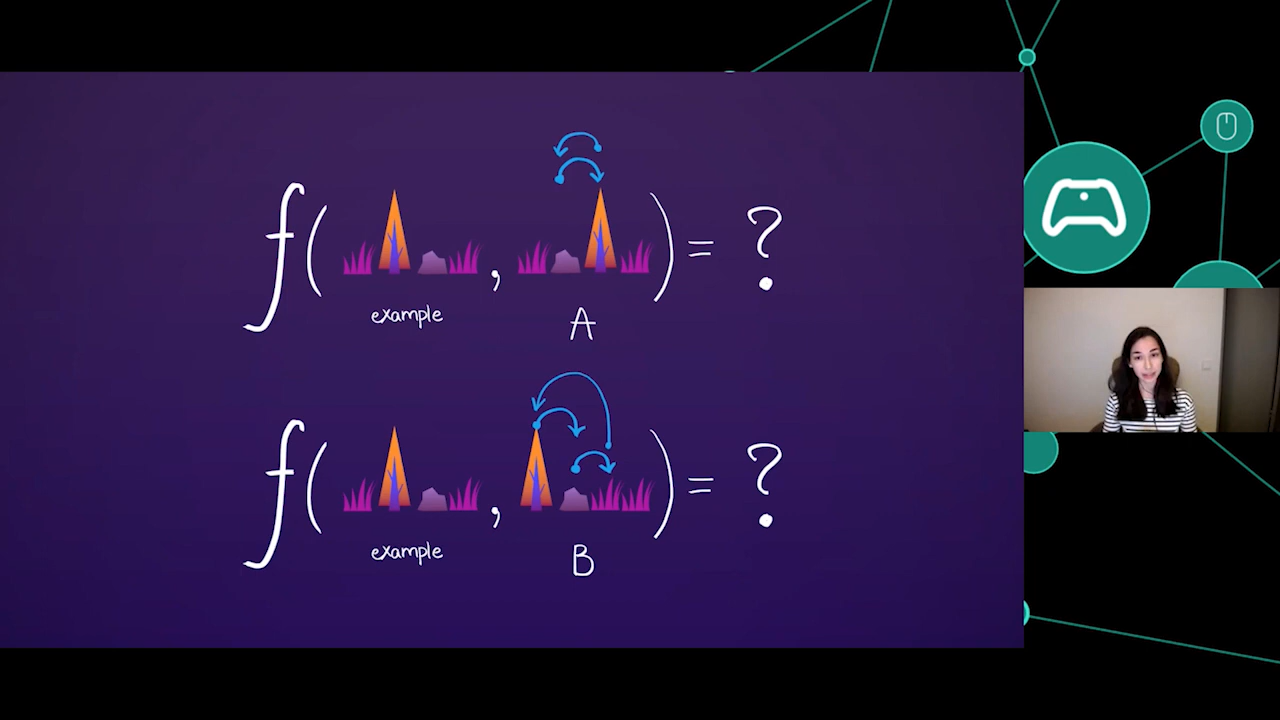 f( , ) = ?
example
A
f( , ) = ?
example
B